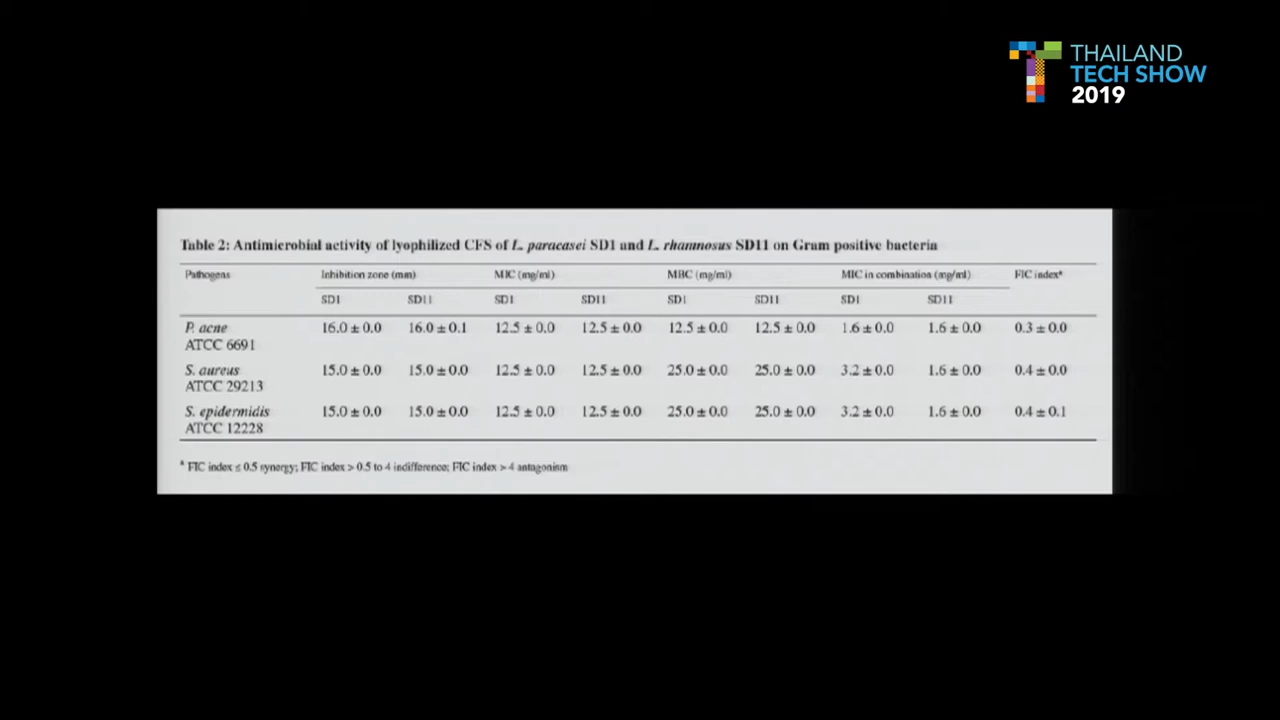 THAILAND
TECH SHOW
2019
Table 2: Antimicrobial activity of lyophilized CFS of L. paracasei SD1 and L. rhamnosus SD11 on Gram positive bacteria
Pathogens Inhibition zone (mm) MIC (mg/ml) MBC (mg/ml) MIC in combination (mg/ml) FIC indexᵃ
SD1 SD11 SD1 SD11 SD1 SD11 SD1 SD11
P. acne 16.0 ± 0.0 16.0 ± 0.1 12.5 ± 0.0 12.5 ± 0.0 12.5 ± 0.0 12.5 ± 0.0 1.6 ± 0.0 1.6 ± 0.0 0.3 ± 0.0
ATCC 6691
S. aureus 15.0 ± 0.0 15.0 ± 0.0 12.5 ± 0.0 12.5 ± 0.0 25.0 ± 0.0 25.0 ± 0.0 3.2 ± 0.0 1.6 ± 0.0 0.4 ± 0.0
ATCC 29213
S. epidermidis 15.0 ± 0.0 15.0 ± 0.0 12.5 ± 0.0 12.5 ± 0.0 25.0 ± 0.0 25.0 ± 0.0 3.2 ± 0.0 1.6 ± 0.0 0.4 ± 0.1
ATCC 12228
ᵃ FIC index ≤ 0.5 synergy; FIC index > 0.5 to 4 indifference; FIC index > 4 antagonism